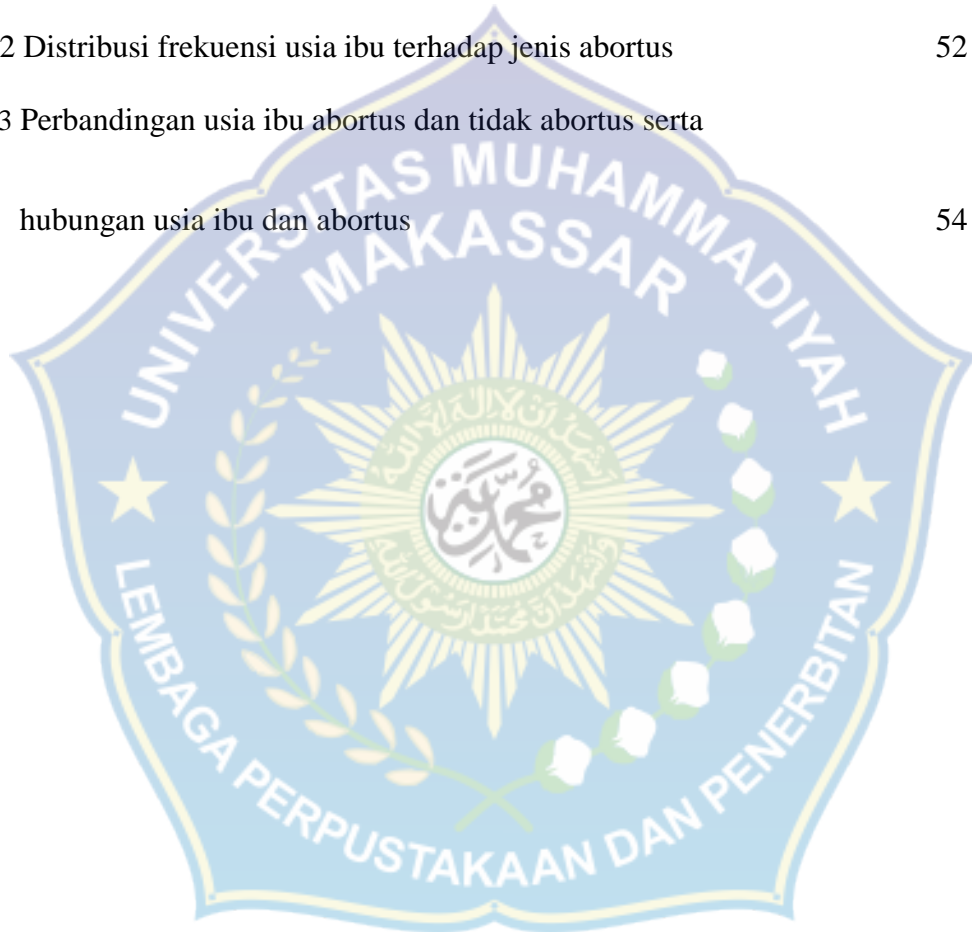 2 Distribusi frekuensi usia ibu terhadap jenis abortus 52
3 Perbandingan usia ibu abortus dan tidak abortus serta
hubungan usia ibu dan abortus 54
UNIVERSITAS MUHAMMADIYAH
MAKASSAR
LEMBAGA PERPUSTAKAAN DAN PENERBITAN